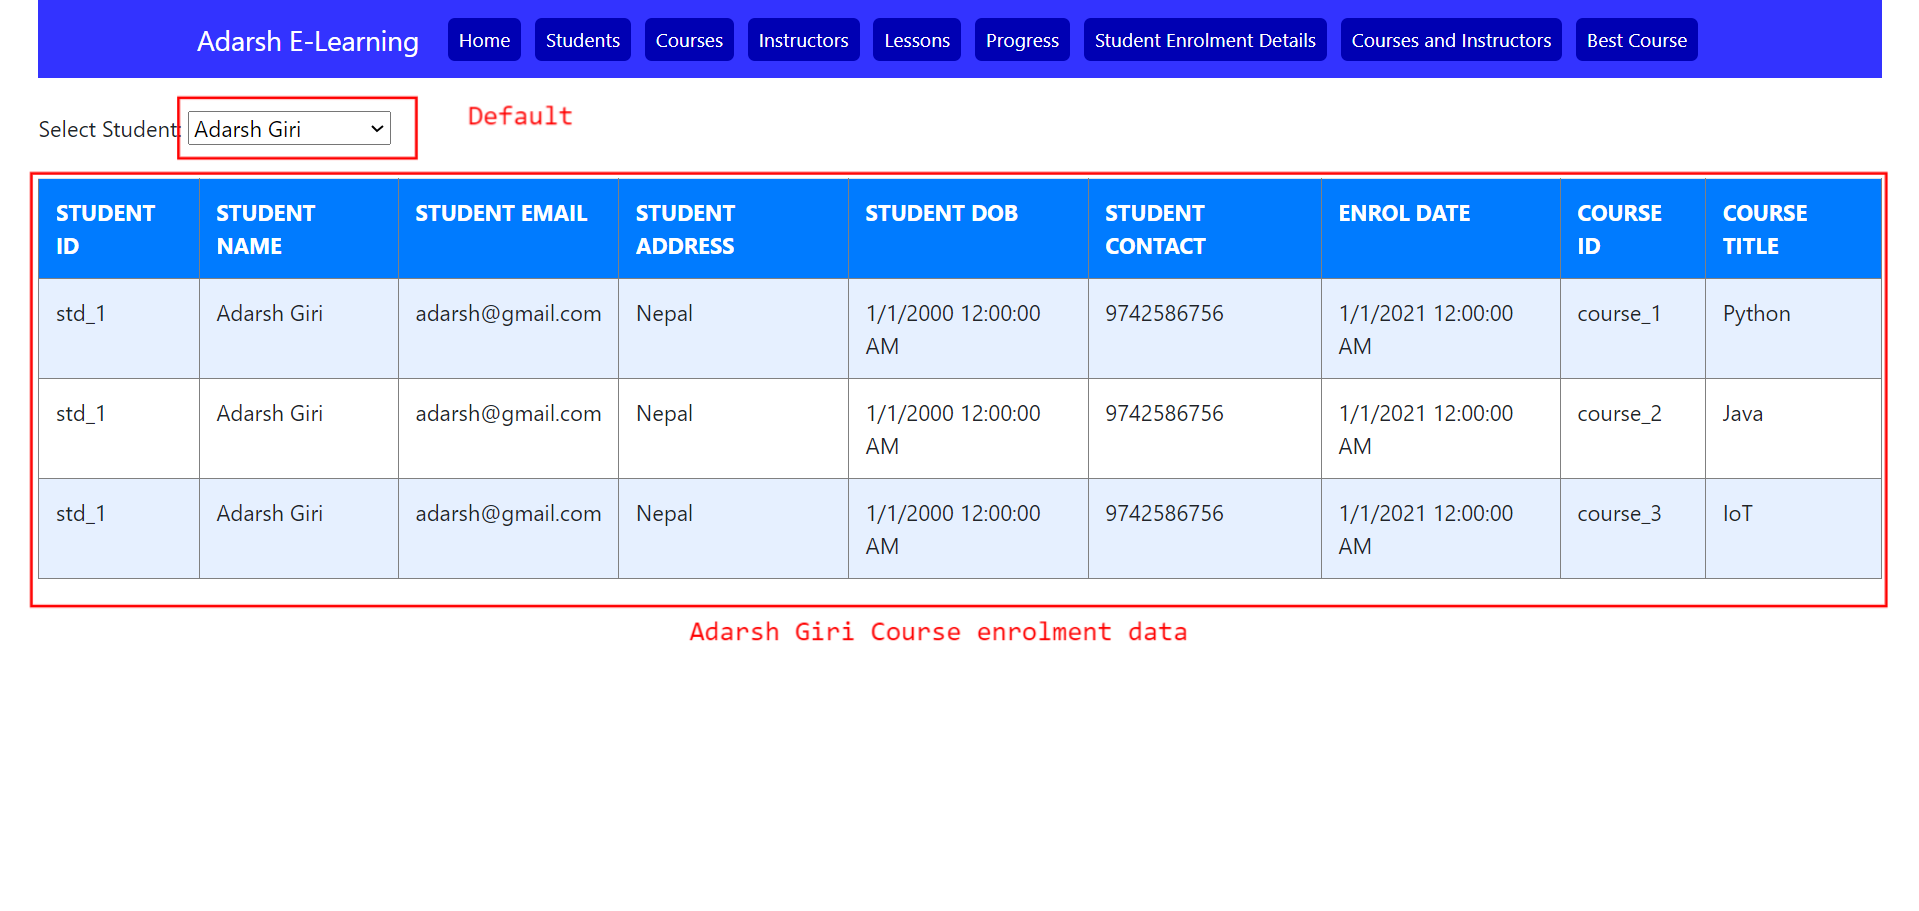 Adarsh E-Learning Home Students Courses Instructors Lessons Progress Student Enrolment Details Courses and Instructors Best Course
Select Student: Adarsh Giri Default
STUDENT ID STUDENT NAME STUDENT EMAIL STUDENT ADDRESS STUDENT DOB STUDENT CONTACT ENROL DATE COURSE ID COURSE TITLE
std_1 Adarsh Giri adarsh@gmail.com Nepal 1/1/2000 12:00:00 AM 9742586756 1/1/2021 12:00:00 AM course_1 Python
std_1 Adarsh Giri adarsh@gmail.com Nepal 1/1/2000 12:00:00 AM 9742586756 1/1/2021 12:00:00 AM course_2 Java
std_1 Adarsh Giri adarsh@gmail.com Nepal 1/1/2000 12:00:00 AM 9742586756 1/1/2021 12:00:00 AM course_3 IoT
Adarsh Giri Course enrolment data